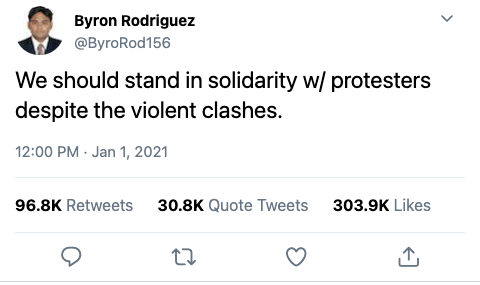 Byron Rodriguez
@ByroRod156
We should stand in solidarity w/ protesters
despite the violent clashes.
12:00 PM · Jan 1, 2021
96.8K Retweets 30.8K Quote Tweets 303.9K Likes